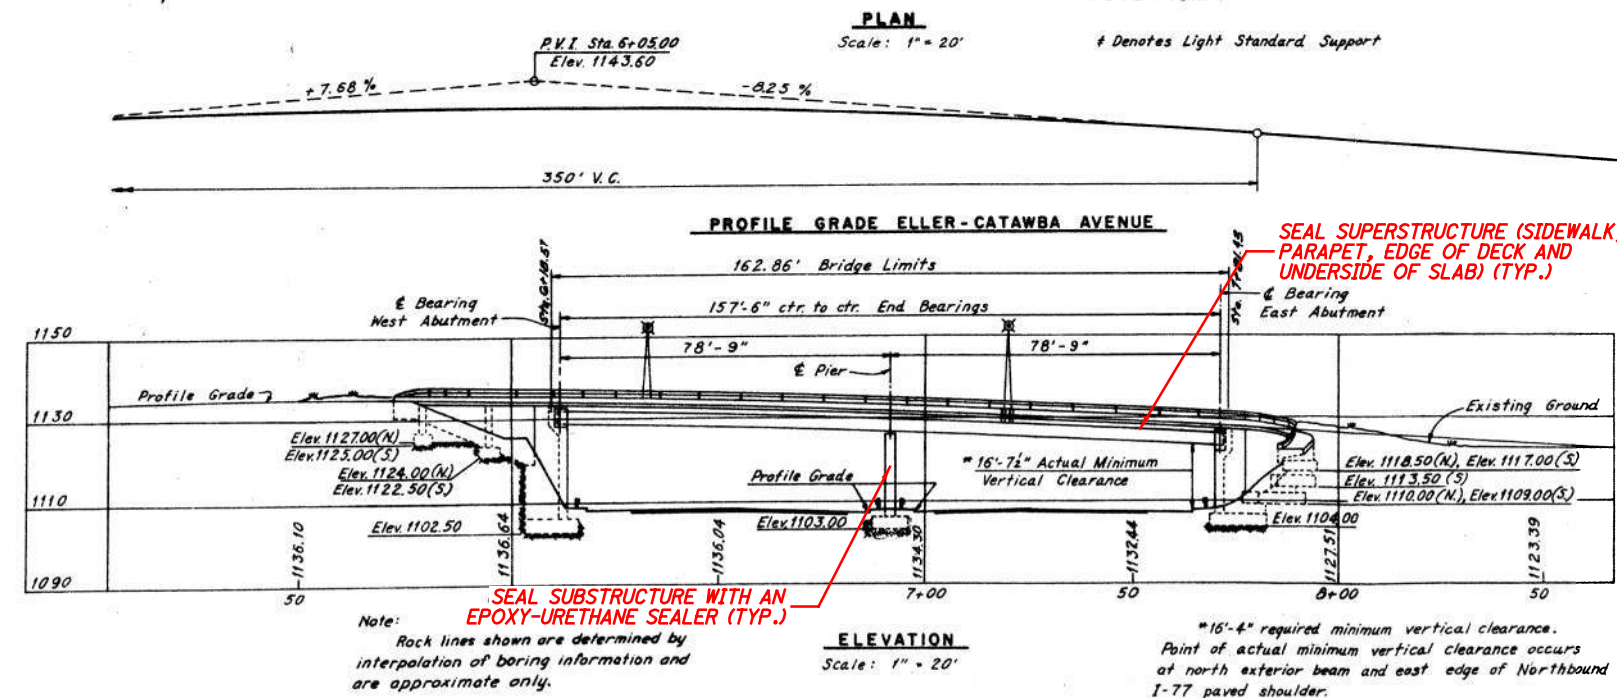 PLAN
Scale: 1" = 20'
‡ Denotes Light Standard Support
P.V.I. Sta. 6+05.00
Elev. 1143.60
+7.68 %
-8.25 %
350' V.C.
PROFILE GRADE ELLER-CATAWBA AVENUE
SEAL SUPERSTRUCTURE (SIDEWALK,
PARAPET, EDGE OF DECK AND
UNDERSIDE OF SLAB) (TYP.)
Sta. 6+18.57
162.86' Bridge Limits
Sta. 7+81.43
℄ Bearing
West Abutment
157'-6" ctr. to ctr. End Bearings
℄ Bearing
East Abutment
78'-9"
78'-9"
℄ Pier
1150
1130
1110
1090
Profile Grade
Existing Ground
Elev. 1127.00(N.)
Elev. 1125.00(S.)
Elev. 1124.00(N.)
Elev. 1122.50(S.)
Elev. 1102.50
Profile Grade
*16'-7½" Actual Minimum
Vertical Clearance
Elev. 1103.00
Elev. 1118.50(N.), Elev. 1117.00(S.)
Elev. 1113.50(S)
Elev. 1110.00(N.), Elev. 1109.00(S.)
Elev. 1104.00
1136.10
1136.64
1136.04
1134.30
1132.44
1127.51
1123.39
50
7+00
50
8+00
50
SEAL SUBSTRUCTURE WITH AN
EPOXY-URETHANE SEALER (TYP.)
Note:
Rock lines shown are determined by
interpolation of boring information and
are approximate only.
ELEVATION
Scale: 1" = 20'
*16'-4" required minimum vertical clearance.
Point of actual minimum vertical clearance occurs
at north exterior beam and east edge of Northbound
I-77 paved shoulder.